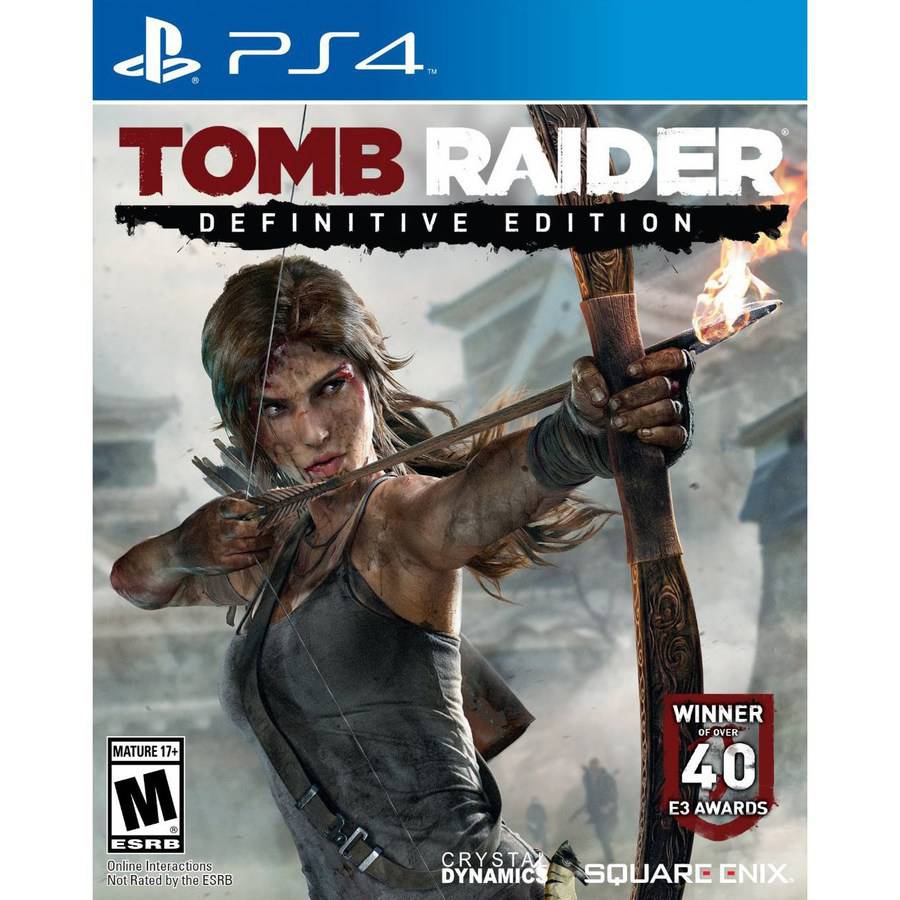 PS4™
TOMB RAIDER®
DEFINITIVE EDITION
WINNER
OF OVER
40
E3 AWARDS
MATURE 17+
M®
ESRB
Online Interactions
Not Rated by the ESRB
CRYSTAL
DYNAMICS
SQUARE ENIX®